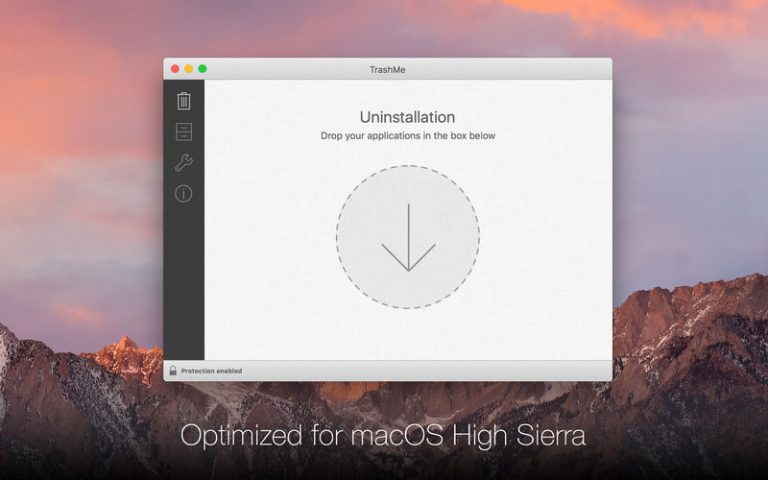 TrashMe
Uninstallation
Drop your applications in the box below
Protection enabled
Optimized for macOS High Sierra